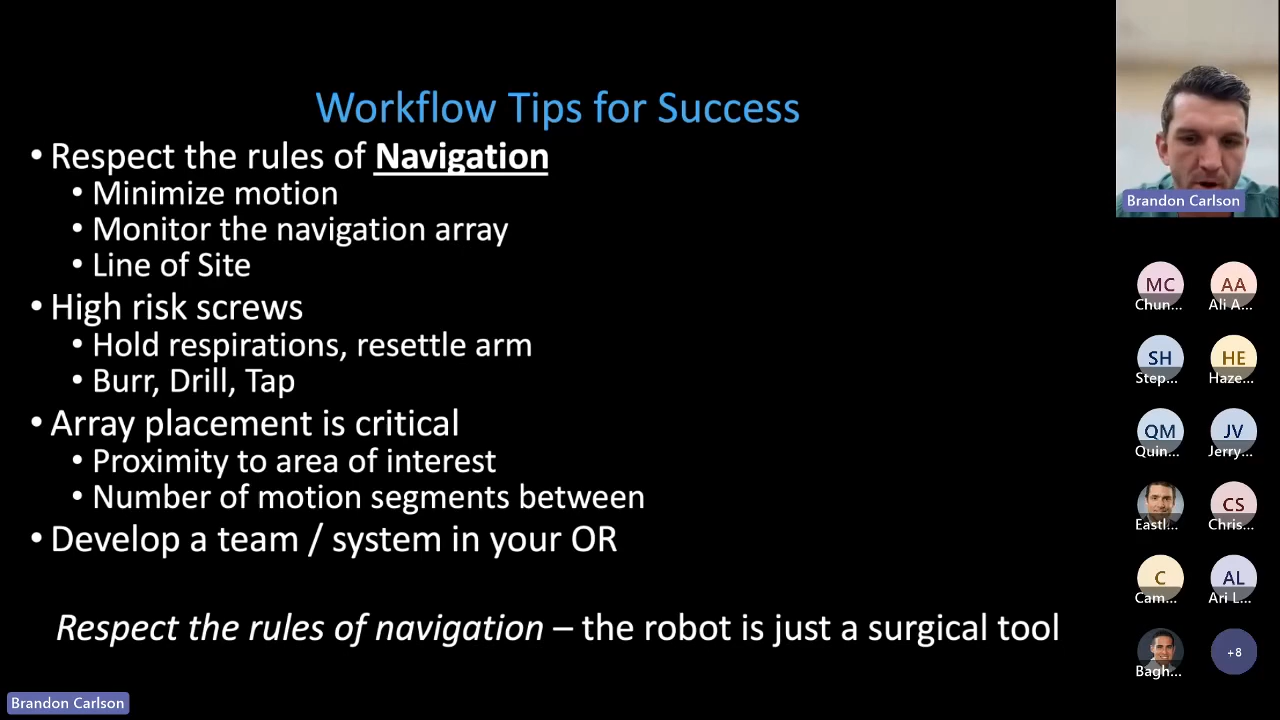 Workflow Tips for Success
• Respect the rules of Navigation
• Minimize motion
• Monitor the navigation array
• Line of Site
• High risk screws
• Hold respirations, resettle arm
• Burr, Drill, Tap
• Array placement is critical
• Proximity to area of interest
• Number of motion segments between
• Develop a team / system in your OR
Respect the rules of navigation – the robot is just a surgical tool
Brandon Carlson
Brandon Carlson
MC
Chun...
AA
Ali A...
SH
Step...
HE
Haze...
QM
Quin...
JV
Jerry...
Eastl...
CS
Chris...
C
Cam...
AL
Ari L...
Bagh...
+8